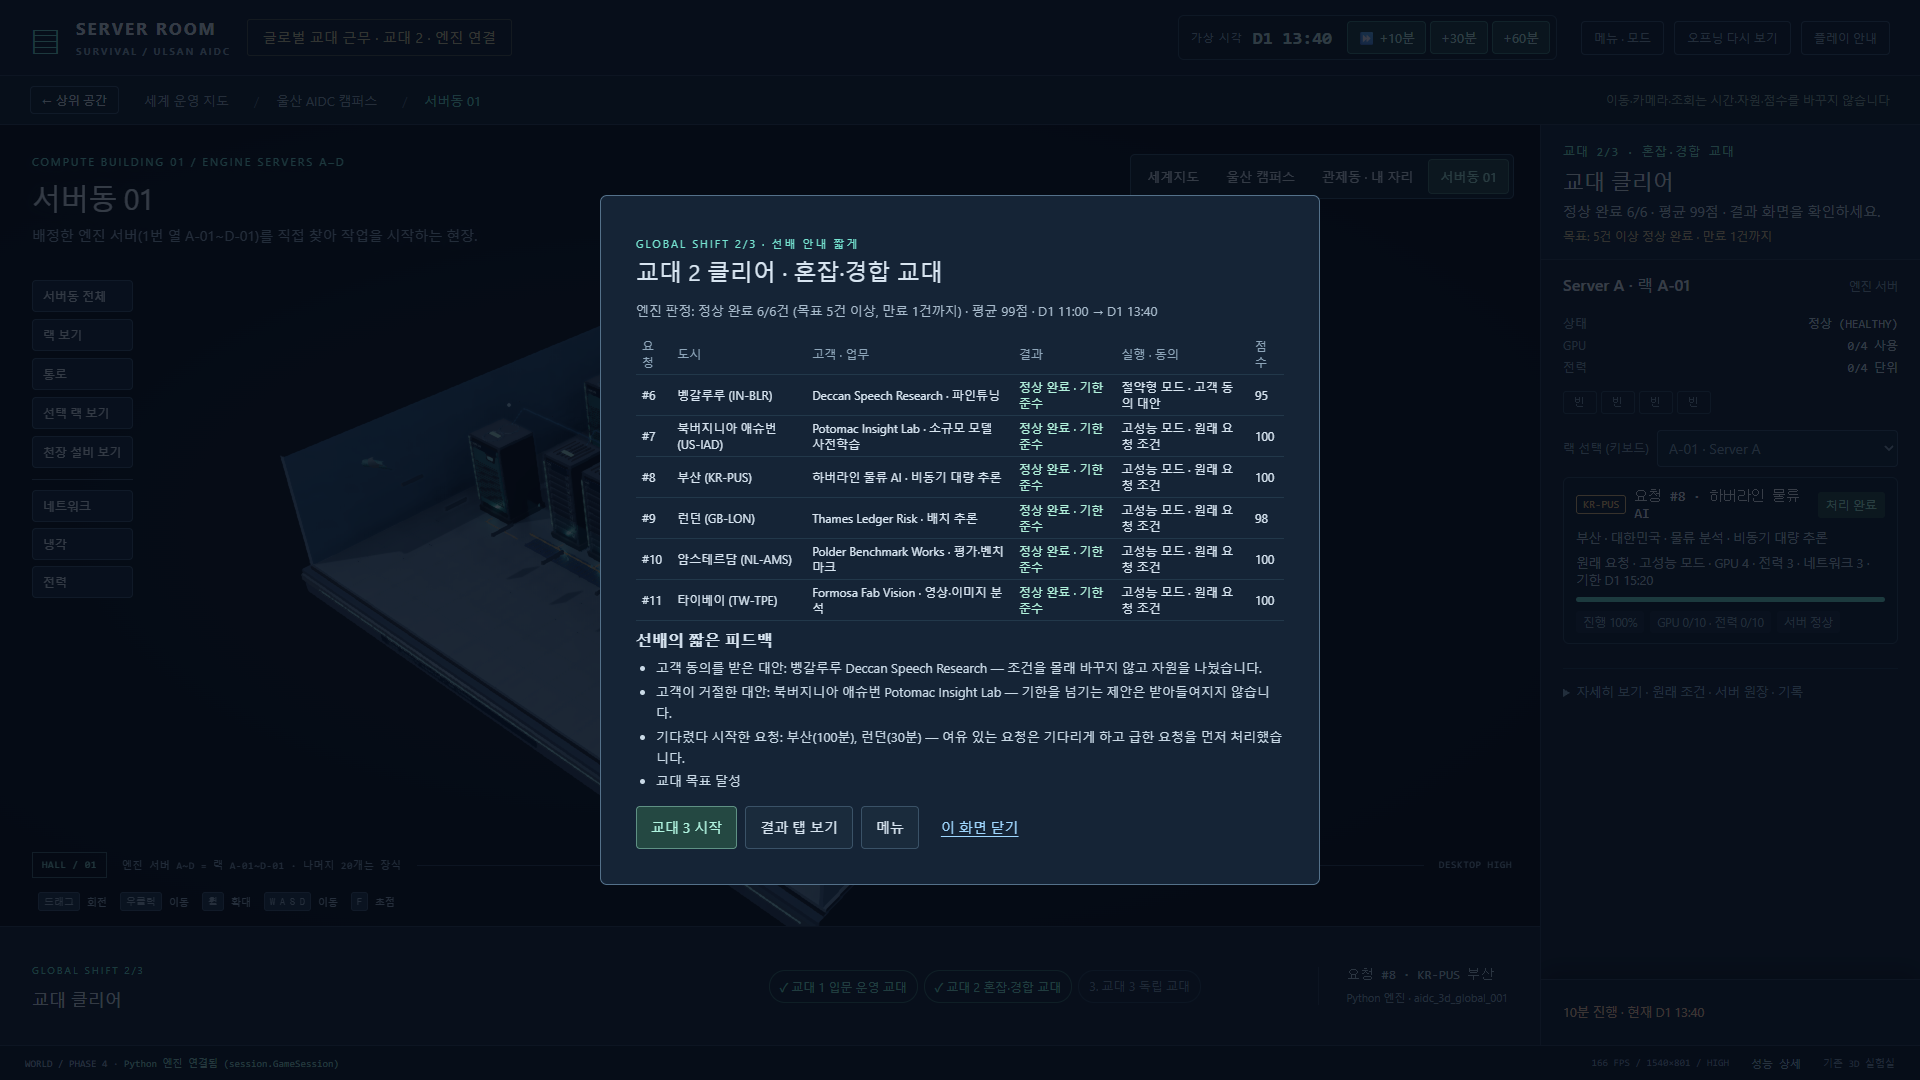 SERVER ROOM
SURVIVAL / ULSAN AIDC
글로벌 교대 근무 · 교대 2 · 엔진 연결
가상 시각 D1 13:40 ⏩ +10분 +30분 +60분
메뉴 · 모드 오프닝 다시 보기 플레이 안내
← 상위 공간 세계 운영 지도 / 울산 AIDC 캠퍼스 / 서버동 01
이동·카메라·조회는 시간·자원·점수를 바꾸지 않습니다
COMPUTE BUILDING 01 / ENGINE SERVERS A–D
서버동 01
배정한 엔진 서버(1번 열 A-01~D-01)를 직접 찾아 작업을 시작하는 현장.
세계지도 울산 캠퍼스 관제동 · 내 자리 서버동 01
서버동 전체
랙 보기
통로
선택 랙 보기
천장 설비 보기
네트워크
냉각
전력
GLOBAL SHIFT 2/3 · 선배 안내 짧게
교대 2 클리어 · 혼잡·경합 교대
엔진 판정: 정상 완료 6/6건 (목표 5건 이상, 만료 1건까지) · 평균 99점 · D1 11:00 → D1 13:40
요청 도시 고객 · 업무 결과 실행 · 동의 점수
#6 벵갈루루 (IN-BLR) Deccan Speech Research · 파인튜닝 정상 완료 · 기한 준수 절약형 모드 · 고객 동의 대안 95
#7 북버지니아 애슈번 (US-IAD) Potomac Insight Lab · 소규모 모델 사전학습 정상 완료 · 기한 준수 고성능 모드 · 원래 요청 조건 100
#8 부산 (KR-PUS) 하버라인 물류 AI · 비동기 대량 추론 정상 완료 · 기한 준수 고성능 모드 · 원래 요청 조건 100
#9 런던 (GB-LON) Thames Ledger Risk · 배치 추론 정상 완료 · 기한 준수 고성능 모드 · 원래 요청 조건 98
#10 암스테르담 (NL-AMS) Polder Benchmark Works · 평가·벤치마크 정상 완료 · 기한 준수 고성능 모드 · 원래 요청 조건 100
#11 타이베이 (TW-TPE) Formosa Fab Vision · 영상·이미지 분석 정상 완료 · 기한 준수 고성능 모드 · 원래 요청 조건 100
선배의 짧은 피드백
• 고객 동의를 받은 대안: 벵갈루루 Deccan Speech Research — 조건을 몰래 바꾸지 않고 자원을 나눴습니다.
• 고객이 거절한 대안: 북버지니아 애슈번 Potomac Insight Lab — 기한을 넘기는 제안은 받아들여지지 않습니
다.
• 기다렸다 시작한 요청: 부산(100분), 런던(30분) — 여유 있는 요청은 기다리게 하고 급한 요청을 먼저 처리했습
니다.
• 교대 목표 달성
교대 3 시작 결과 탭 보기 메뉴 이 화면 닫기
교대 2/3 · 혼잡·경합 교대
교대 클리어
정상 완료 6/6 · 평균 99점 · 결과 화면을 확인하세요.
목표: 5건 이상 정상 완료 · 만료 1건까지
Server A · 랙 A-01 엔진 서버
상태 정상 (HEALTHY)
GPU 0/4 사용
전력 0/4 단위
빈 빈 빈 빈
랙 선택 (키보드) A-01 · Server A
KR-PUS 요청 #8 · 하버라인 물류 AI 처리 완료
부산 · 대한민국 · 물류 분석 · 비동기 대량 추론
원래 요청 · 고성능 모드 · GPU 4 · 전력 3 · 네트워크 3 ·
기한 D1 15:20
진행 100% GPU 0/10 · 전력 0/10 서버 정상
▶ 자세히 보기 · 원래 조건 · 서버 원장 · 기록
HALL / 01 엔진 서버 A–D = 랙 A-01–D-01 · 나머지 20개는 장식
DESKTOP HIGH
드래그 회전 우클릭 이동 휠 확대 W A S D 이동 F 초점
GLOBAL SHIFT 2/3
교대 클리어
✓ 교대 1 입문 운영 교대 ✓ 교대 2 혼잡·경합 교대 3. 교대 3 독립 교대
요청 #8 · KR-PUS 부산
Python 엔진 · aidc_3d_global_001
10분 진행 · 현재 D1 13:40
WORLD / PHASE 4 · Python 엔진 연결됨 (session.GameSession)
166 FPS / 1540×801 / HIGH 성능 상세 기존 3D 실험실